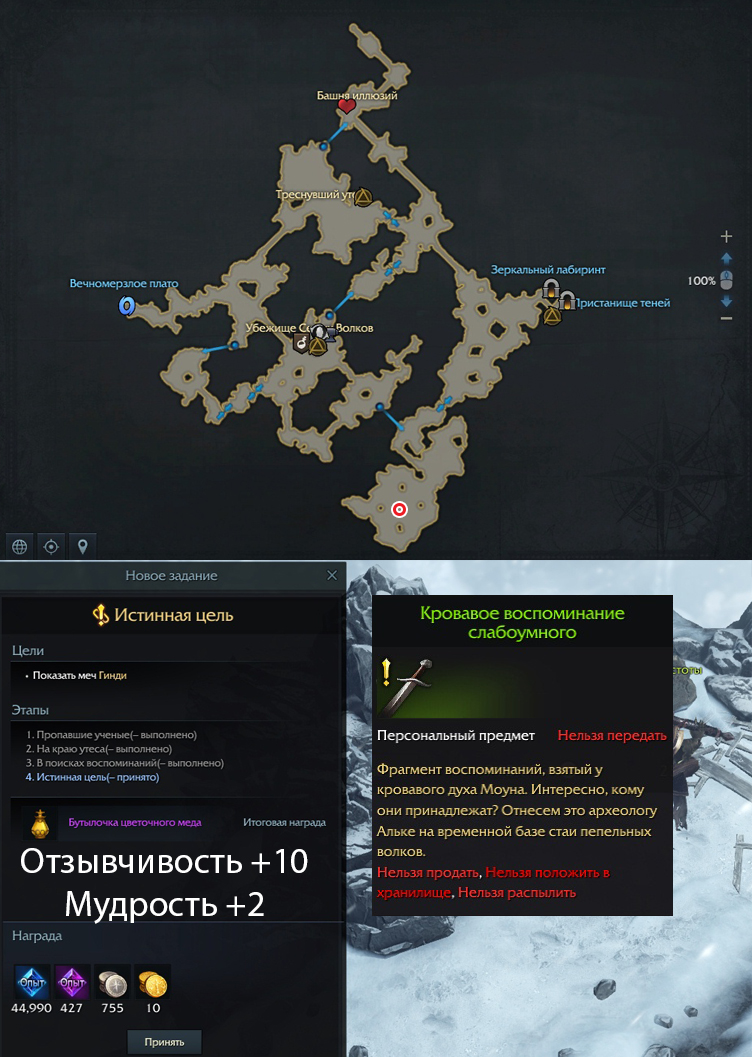 Башня иллюзий
Треснувший уте
Вечномерзлое плато
Зеркальный лабиринт
100%
Пристанище теней
Убежище Се Волков
Новое задание
Истинная цель
Цели
• Показать меч Гинди
Этапы
1. Пропавшие ученые(– выполнено)
2. На краю утеса(– выполнено)
3. В поисках воспоминаний(– выполнено)
4. Истинная цель(– принято)
Бутылочка цветочного меда Итоговая награда
Отзывчивость +10
Мудрость +2
Награда
Опыт Опыт
44,990 427 755 10
Принять
Кровавое воспоминание
слабоумного
Персональный предмет Нельзя передать
Фрагмент воспоминаний, взятый у
кровавого духа Моуна. Интересно, кому
они принадлежат? Отнесем это археологу
Альке на временной базе стаи пепельных
волков.
Нельзя продать, Нельзя положить в
хранилище, Нельзя распылить